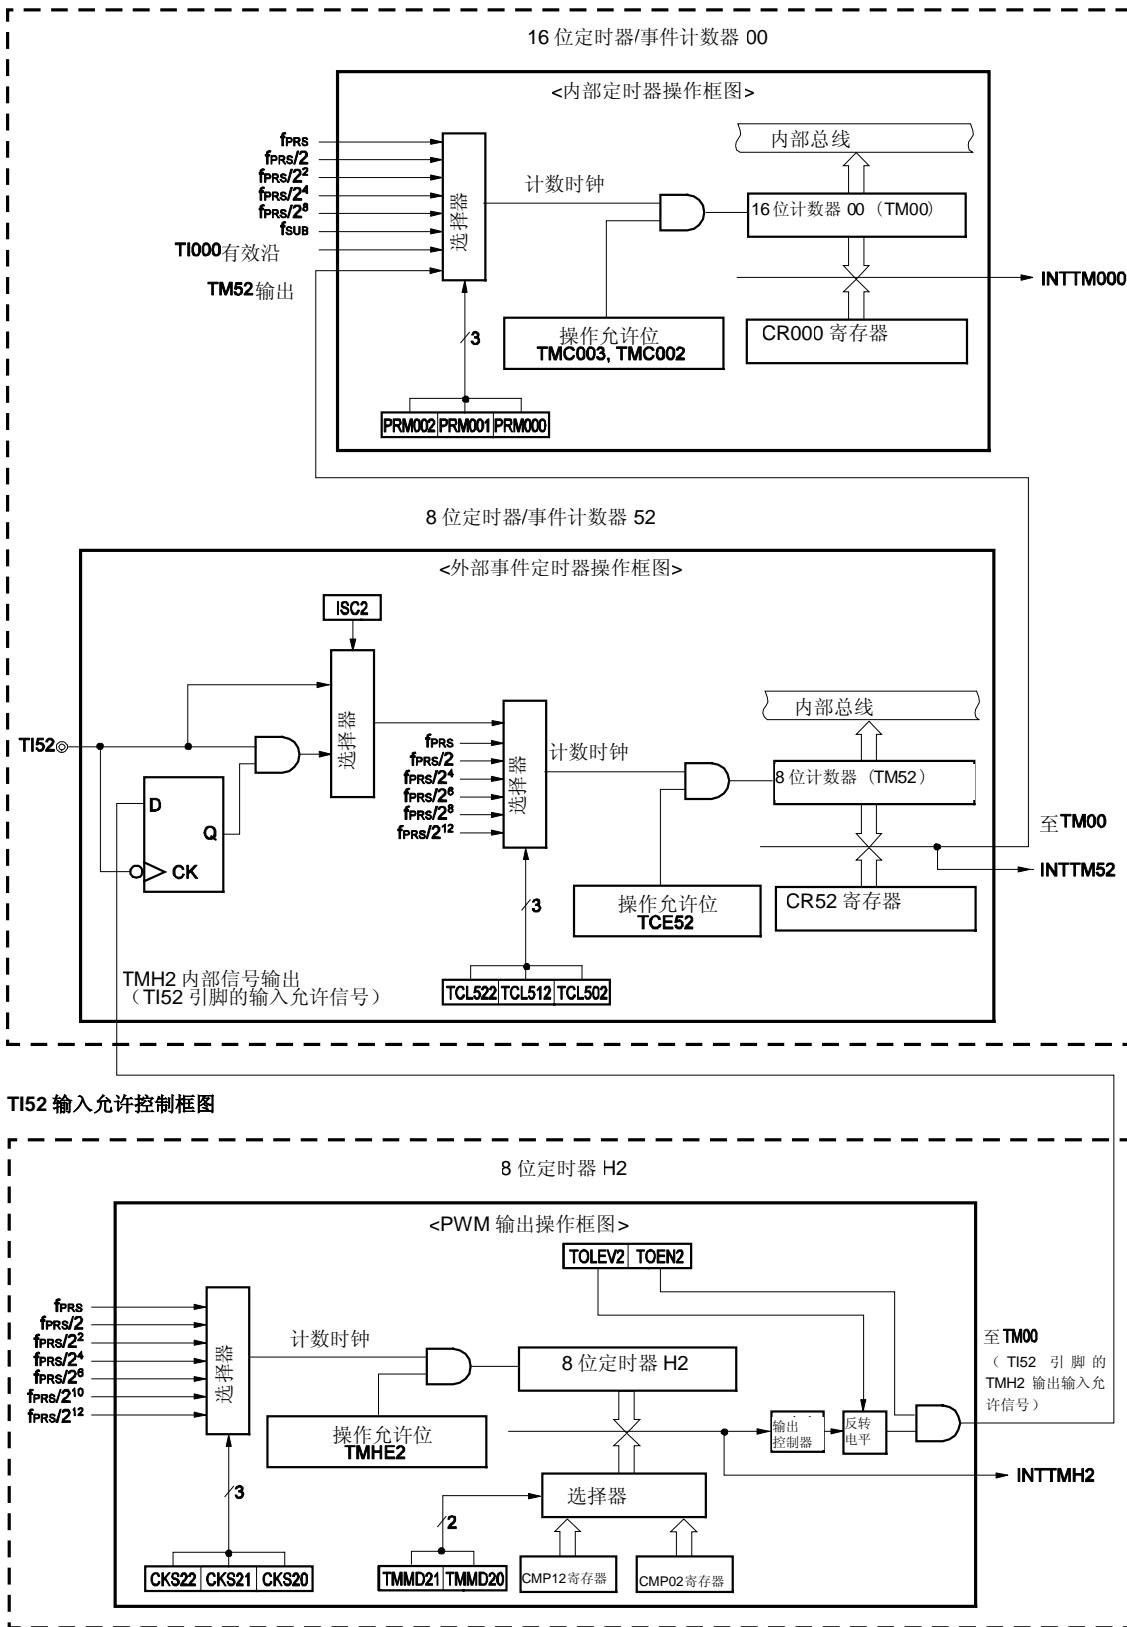 16 位定时器/事件计数器 00
<内部定时器操作框图>
fPRS
fPRS/2
fPRS/2²
fPRS/2⁴
fPRS/2⁸
fSUB
TI000有效沿
TM52输出
选择器
计数时钟
内部总线
16位计数器 00（TM00）
INTTM000
CR000 寄存器
操作允许位
TMC003, TMC002
3
PRM002 PRM001 PRM000
8 位定时器/事件计数器 52
<外部事件定时器操作框图>
ISC2
选择器
TI52
D
Q
CK
fPRS
fPRS/2
fPRS/2⁴
fPRS/2⁶
fPRS/2⁸
fPRS/2¹²
选择器
计数时钟
内部总线
8 位计数器（TM52）
至TM00
INTTM52
CR52 寄存器
操作允许位
TCE52
3
TCL522 TCL512 TCL502
TMH2 内部信号输出
（TI52 引脚的输入允许信号）
TI52 输入允许控制框图
8 位定时器 H2
<PWM 输出操作框图>
TOLEV2 TOEN2
fPRS
fPRS/2
fPRS/2²
fPRS/2⁴
fPRS/2⁶
fPRS/2¹⁰
fPRS/2¹²
选择器
计数时钟
8 位定时器 H2
操作允许位
TMHE2
输出
控制器
反转
电平
至TM00
（ TI52 引脚的
TMH2 输出输入允
许信号）
INTTMH2
选择器
3
2
CKS22 CKS21 CKS20
TMMD21 TMMD20
CMP12寄存器
CMP02寄存器